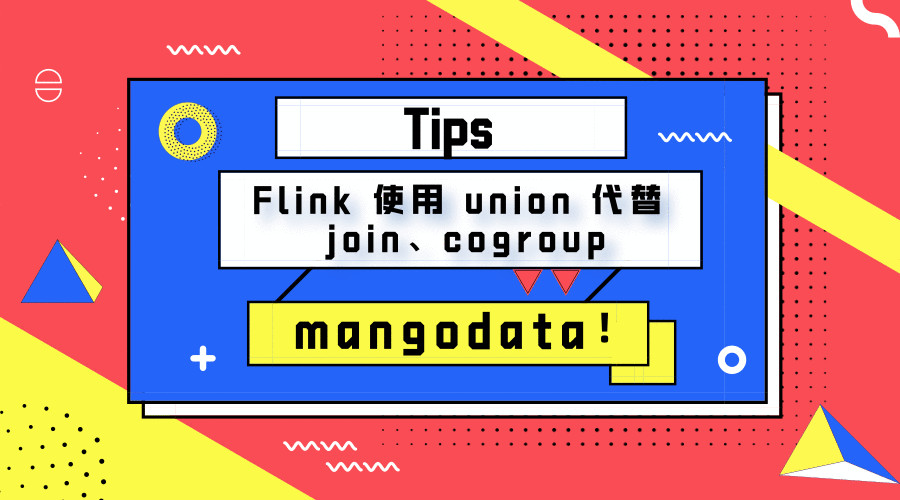 Tips
Flink 使用 union 代替
join、cogroup
mangodata!